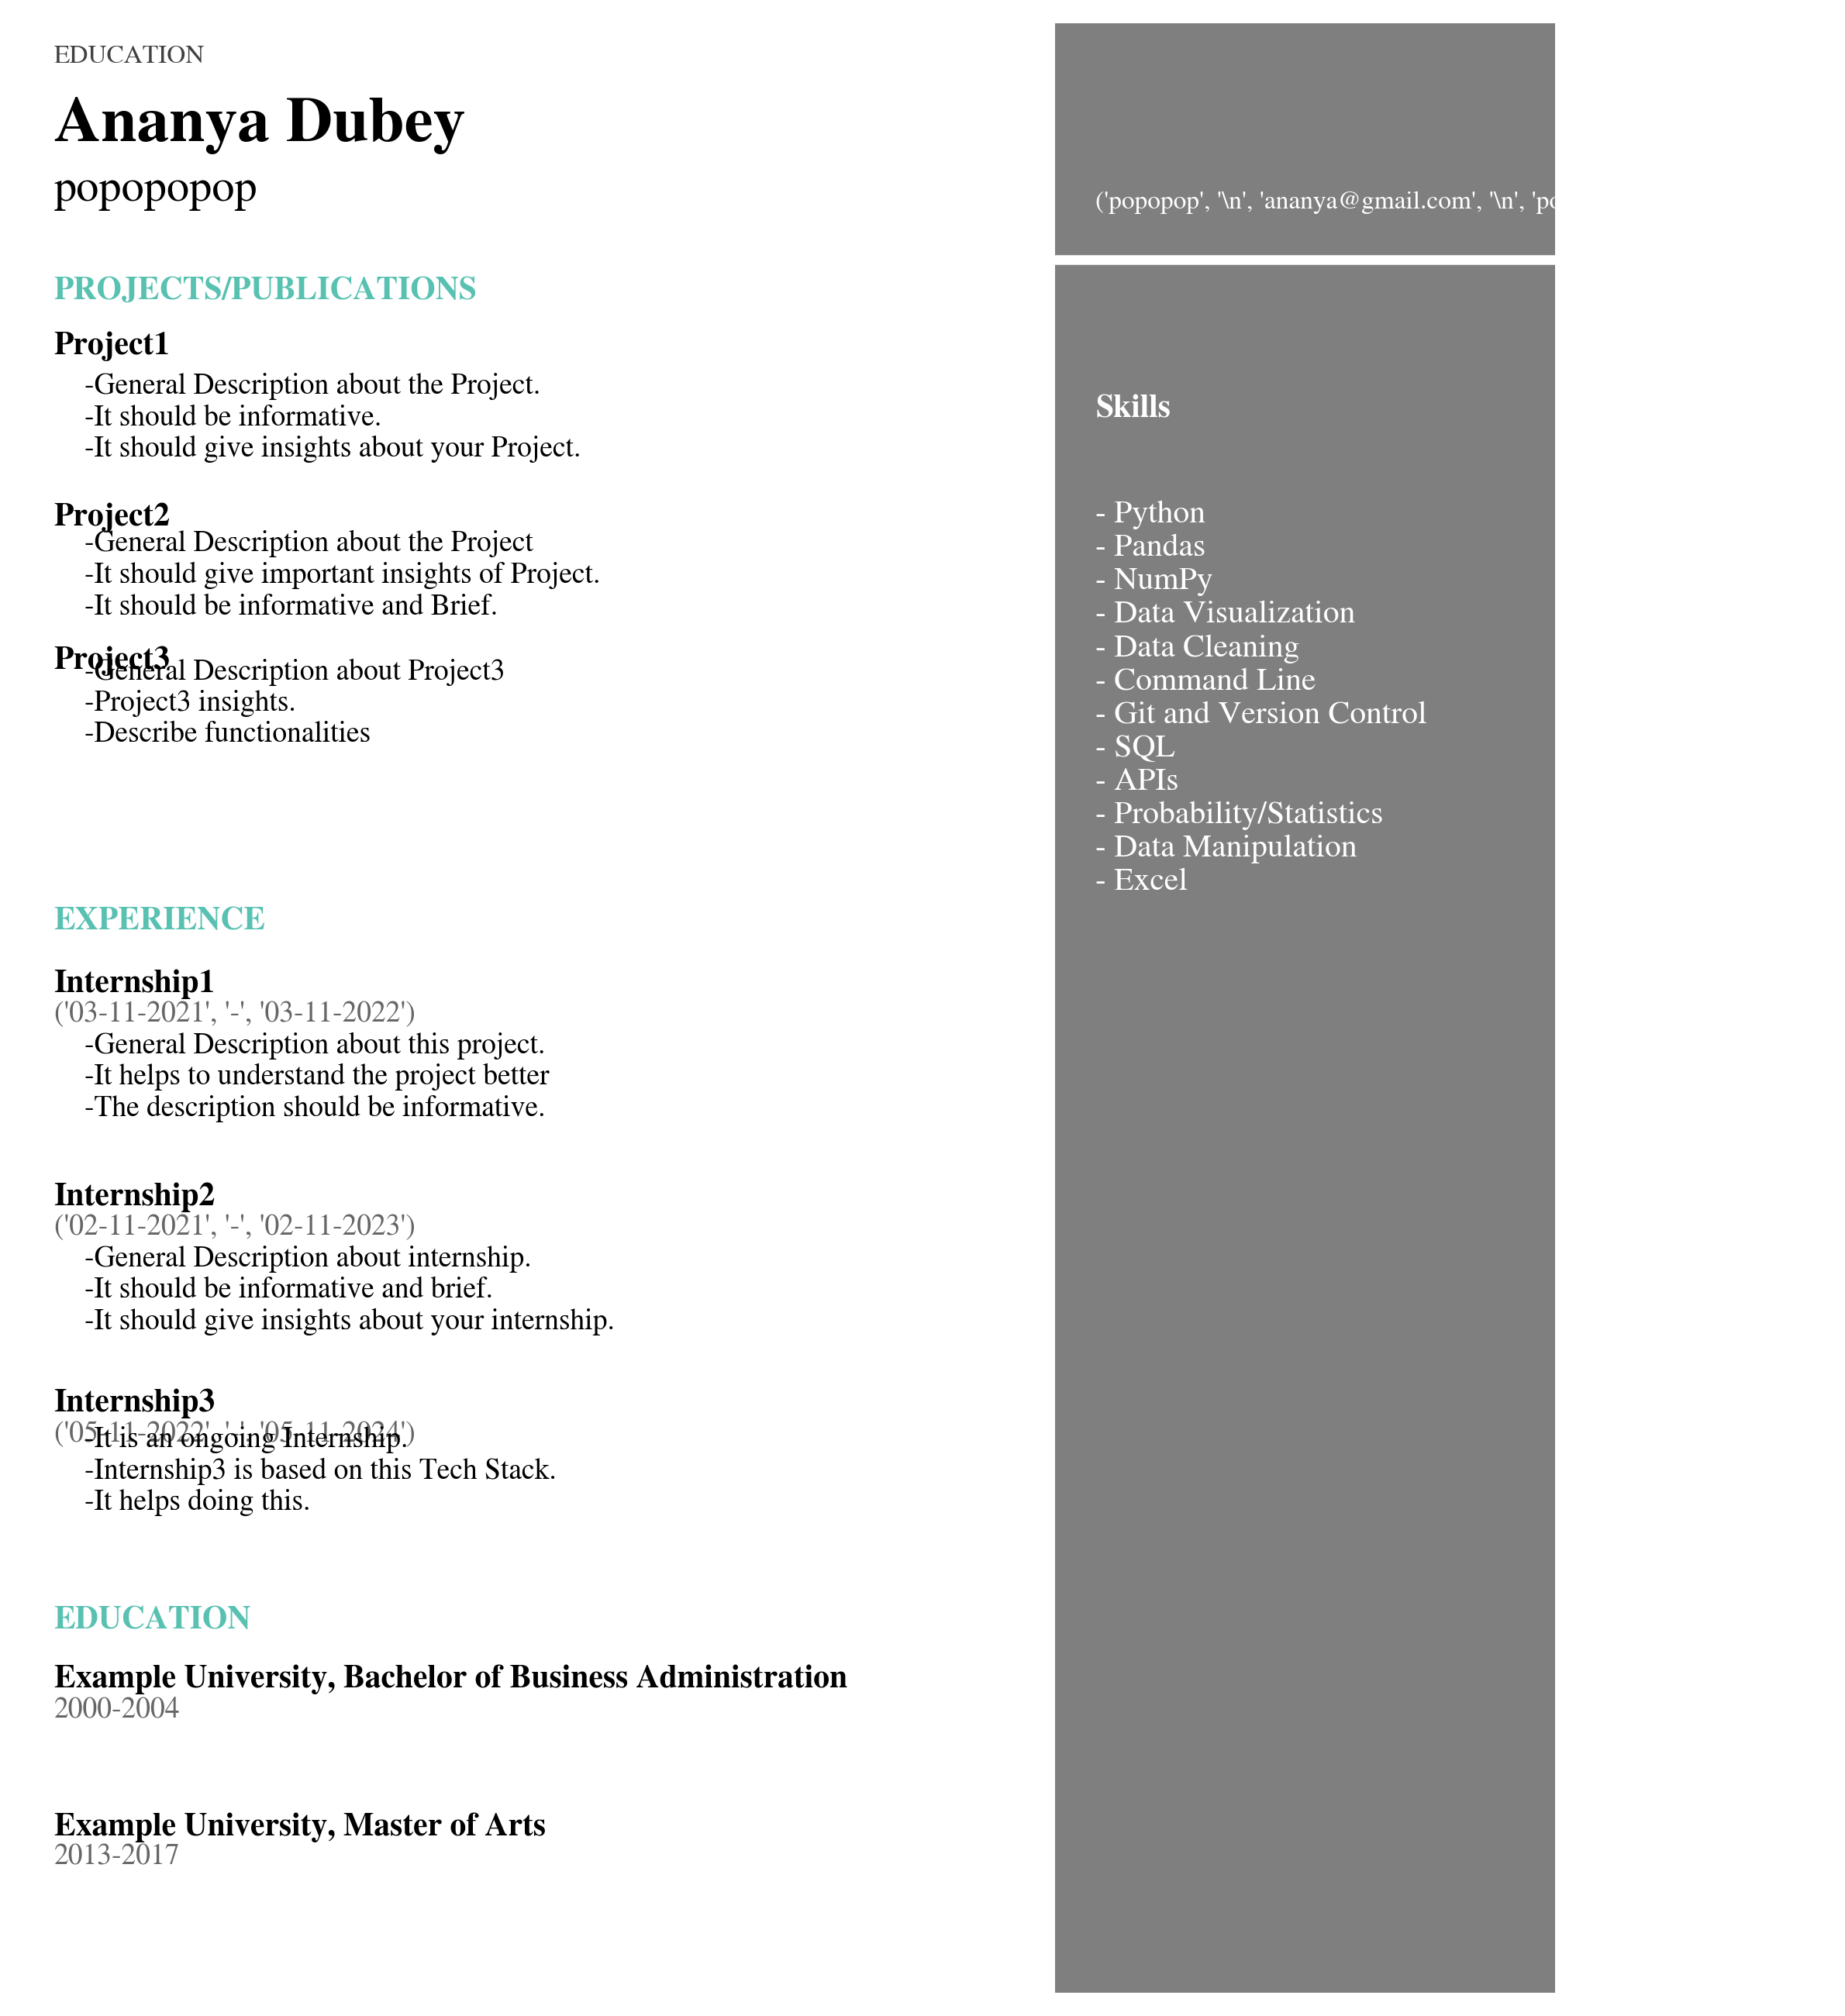 EDUCATION
Ananya Dubey
popopopop
PROJECTS/PUBLICATIONS
Project1
-General Description about the Project.
-It should be informative.
-It should give insights about your Project.
Project2
-General Description about the Project
-It should give important insights of Project.
-It should be informative and Brief.
Project3
-General Description about Project3
-Project3 insights.
-Describe functionalities
EXPERIENCE
Internship1
('03-11-2021', '-', '03-11-2022')
-General Description about this project.
-It helps to understand the project better
-The description should be informative.
Internship2
('02-11-2021', '-', '02-11-2023')
-General Description about internship.
-It should be informative and brief.
-It should give insights about your internship.
Internship3
('05-11-2022', '-', '05-11-2024')
-It is an ongoing Internship.
-Internship3 is based on this Tech Stack.
-It helps doing this.
EDUCATION
Example University, Bachelor of Business Administration
2000-2004
Example University, Master of Arts
2013-2017
('popopop', '\n', 'ananya@gmail.com', '\n', 'po
Skills
- Python
- Pandas
- NumPy
- Data Visualization
- Data Cleaning
- Command Line
- Git and Version Control
- SQL
- APIs
- Probability/Statistics
- Data Manipulation
- Excel